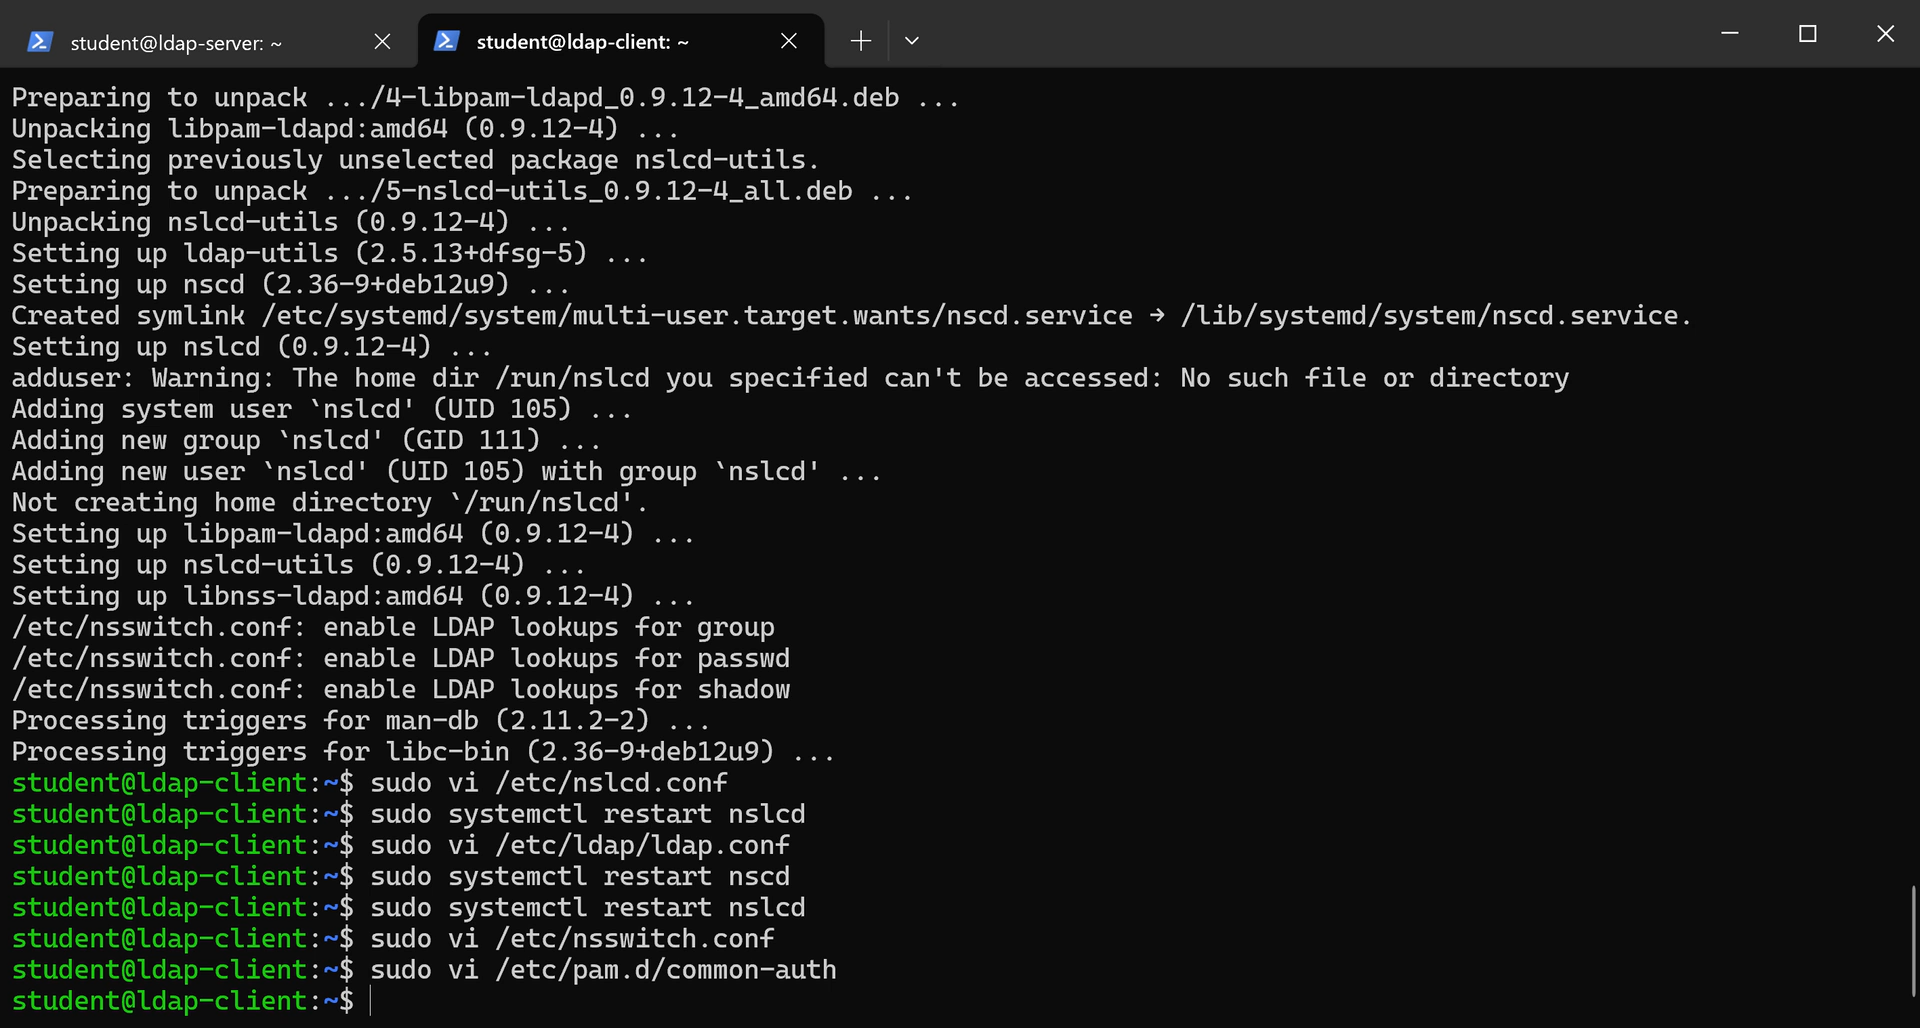 student@ldap-server: ~
student@ldap-client: ~
Preparing to unpack .../4-libpam-ldapd_0.9.12-4_amd64.deb ...
Unpacking libpam-ldapd:amd64 (0.9.12-4) ...
Selecting previously unselected package nslcd-utils.
Preparing to unpack .../5-nslcd-utils_0.9.12-4_all.deb ...
Unpacking nslcd-utils (0.9.12-4) ...
Setting up ldap-utils (2.5.13+dfsg-5) ...
Setting up nscd (2.36-9+deb12u9) ...
Created symlink /etc/systemd/system/multi-user.target.wants/nscd.service → /lib/systemd/system/nscd.service.
Setting up nslcd (0.9.12-4) ...
adduser: Warning: The home dir /run/nslcd you specified can't be accessed: No such file or directory
Adding system user `nslcd' (UID 105) ...
Adding new group `nslcd' (GID 111) ...
Adding new user `nslcd' (UID 105) with group `nslcd' ...
Not creating home directory `/run/nslcd'.
Setting up libpam-ldapd:amd64 (0.9.12-4) ...
Setting up nslcd-utils (0.9.12-4) ...
Setting up libnss-ldapd:amd64 (0.9.12-4) ...
/etc/nsswitch.conf: enable LDAP lookups for group
/etc/nsswitch.conf: enable LDAP lookups for passwd
/etc/nsswitch.conf: enable LDAP lookups for shadow
Processing triggers for man-db (2.11.2-2) ...
Processing triggers for libc-bin (2.36-9+deb12u9) ...
student@ldap-client:~$ sudo vi /etc/nslcd.conf
student@ldap-client:~$ sudo systemctl restart nslcd
student@ldap-client:~$ sudo vi /etc/ldap/ldap.conf
student@ldap-client:~$ sudo systemctl restart nscd
student@ldap-client:~$ sudo systemctl restart nslcd
student@ldap-client:~$ sudo vi /etc/nsswitch.conf
student@ldap-client:~$ sudo vi /etc/pam.d/common-auth
student@ldap-client:~$